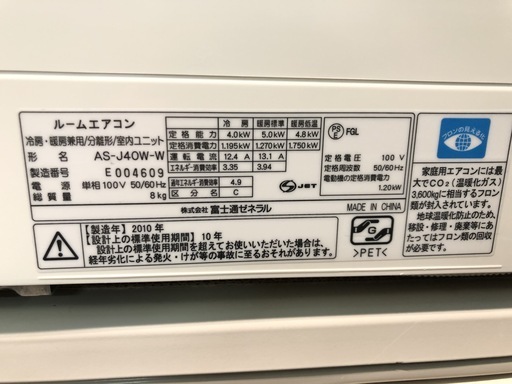 ルームエアコン
冷房・暖房兼用/分離形/室内ユニット
形 名 AS-J40W-W
製造番号 E 004609
電 源 単相100V 50/60Hz
総 質 量 8kg
冷 房 暖房標準 暖房低温
定 格 能 力 4.0kW 5.0kW 4.8kW
定格消費電力 1.195kW 1.270kW 1.750kW
運 転 電 流 12.4 A 13.1 A
エネルギー消費効率 3.35 3.94
通年エネルギー消費効率 4.9
区 分 名 C
株式会社 富士通ゼネラル
PS
E
FGL
定 格 電 圧 100 V
定格周波数 50/60Hz
電動機の定格消費電力
1.20kW
JET
MADE IN CHINA
【製造年】2010 年
【設計上の標準使用期間】10年
設計上の標準使用期間を超えてお使いいただいた場合は、
経年劣化による発火・けが等の事故に至るおそれがあります。
G
>PET<
フロンの見える化
家庭用エアコンには最
大でCO₂(温暖化ガス)
3,600kgに相当するフロン
類が封入されています。
地球温暖化防止のため、
移設・修理・廃棄等にあ
たってはフロン類の回収
が必要です。